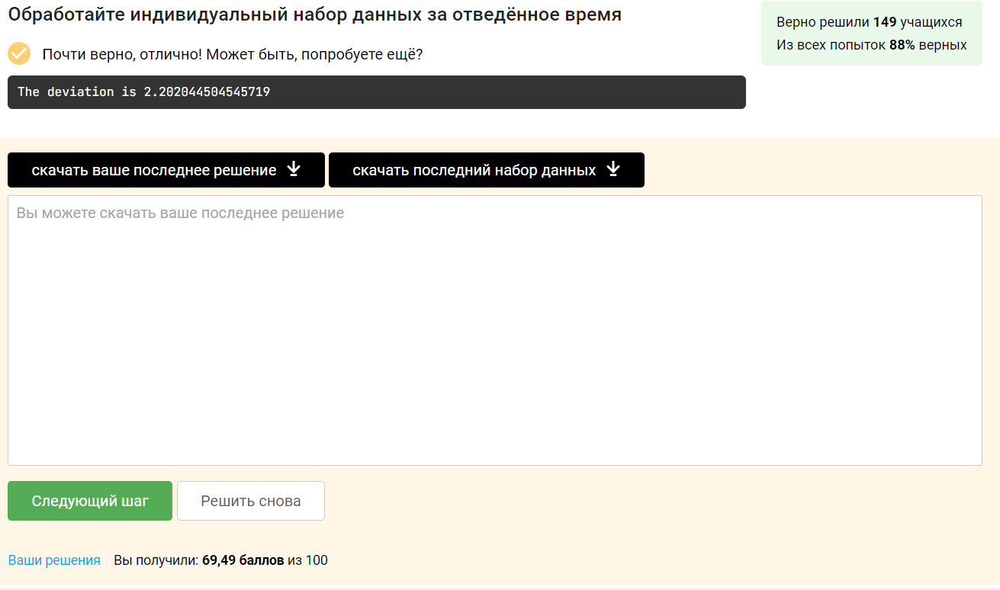 Обработайте индивидуальный набор данных за отведённое время
Верно решили 149 учащихся
Из всех попыток 88% верных
Почти верно, отлично! Может быть, попробуете ещё?
The deviation is 2.202044504545719
скачать ваше последнее решение
скачать последний набор данных
Вы можете скачать ваше последнее решение
Следующий шаг
Решить снова
Ваши решения Вы получили: 69,49 баллов из 100